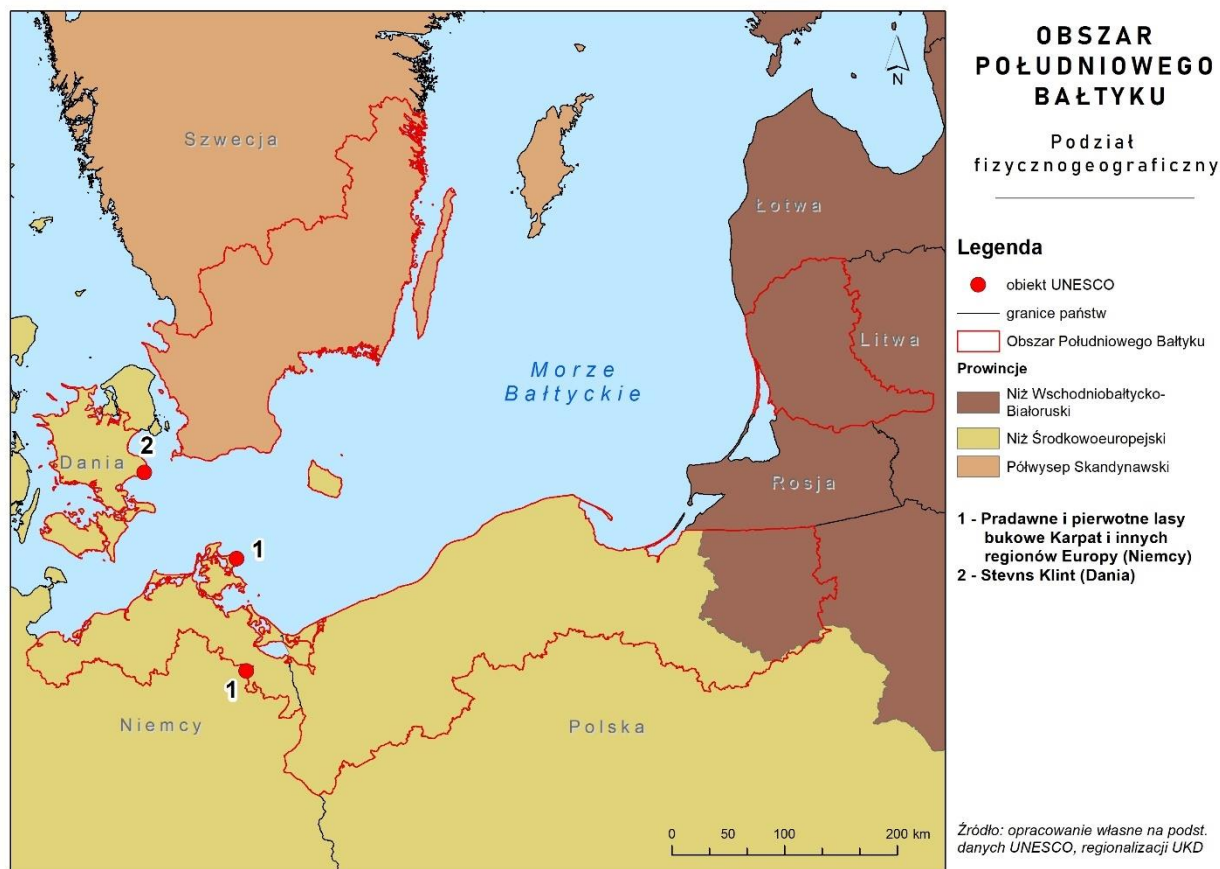 OBSZAR
POŁUDNIOWEGO
BAŁTYKU
Podział
fizycznogeograficzny
Legenda
obiekt UNESCO
granice państw
Obszar Południowego Bałtyku
Prowincje
Niż Wschodniobałtycko-
Białoruski
Niż Środkowoeuropejski
Półwysep Skandynawski
1 - Pradawne i pierwotne lasy
bukowe Karpat i innych
regionów Europy (Niemcy)
2 - Stevns Klint (Dania)
Źródło: opracowanie własne na podst.
danych UNESCO, regionalizacji UKD
N
Szwecja
Łotwa
Litwa
Morze
Bałtyckie
2
Dania
Rosja
1
1
Niemcy
Polska
0 50 100 200 km